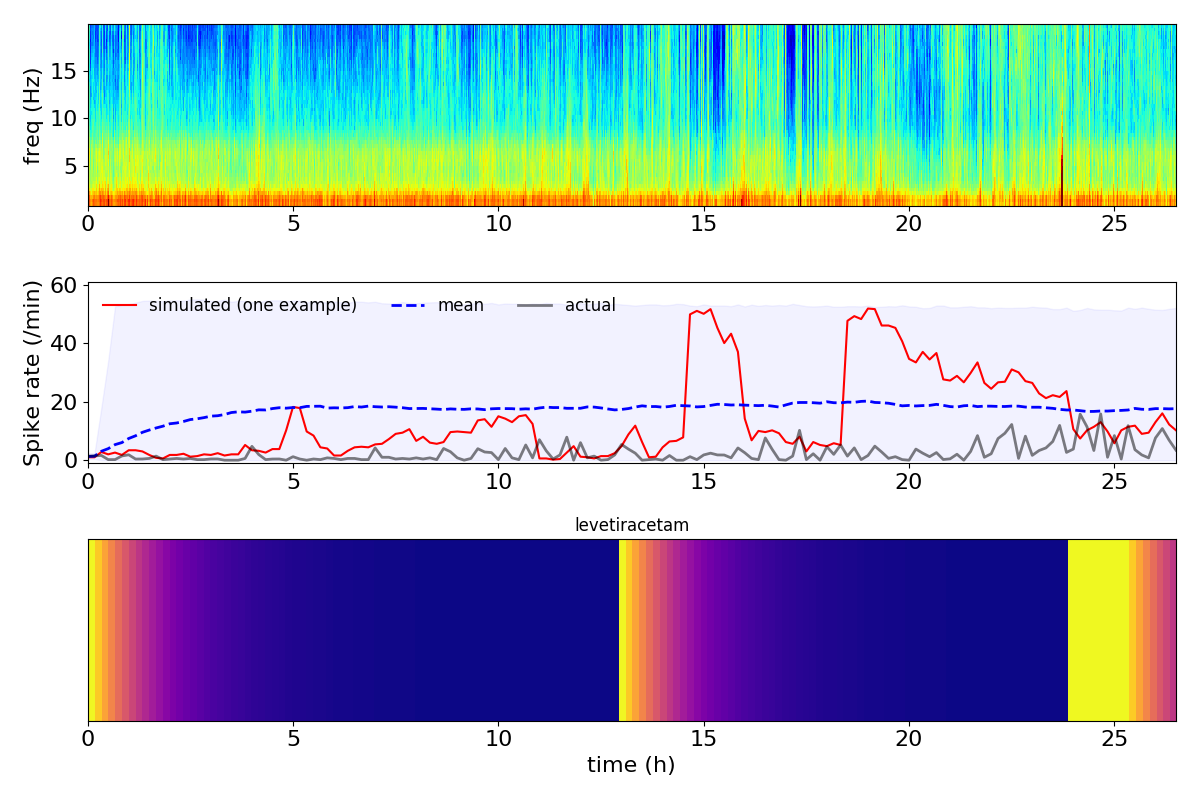 freq (Hz)
15
10
5
0 5 10 15 20 25
Spike rate (/min)
60
40
20
0
simulated (one example) mean actual
0 5 10 15 20 25
levetiracetam
0 5 10 15 20 25
time (h)